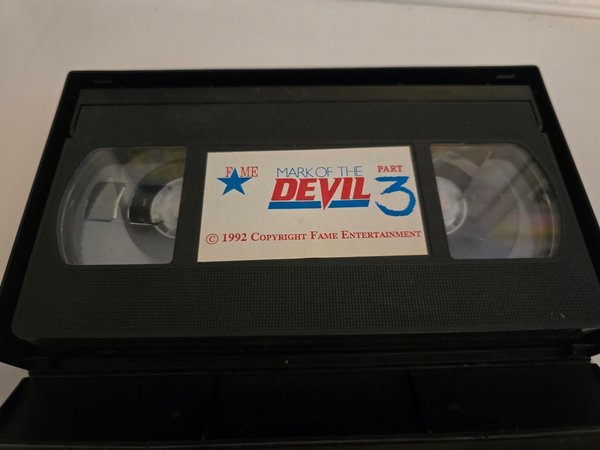 FAME
MARK OF THE
DEVIL
PART
3
© 1992 COPYRIGHT FAME ENTERTAINMENT